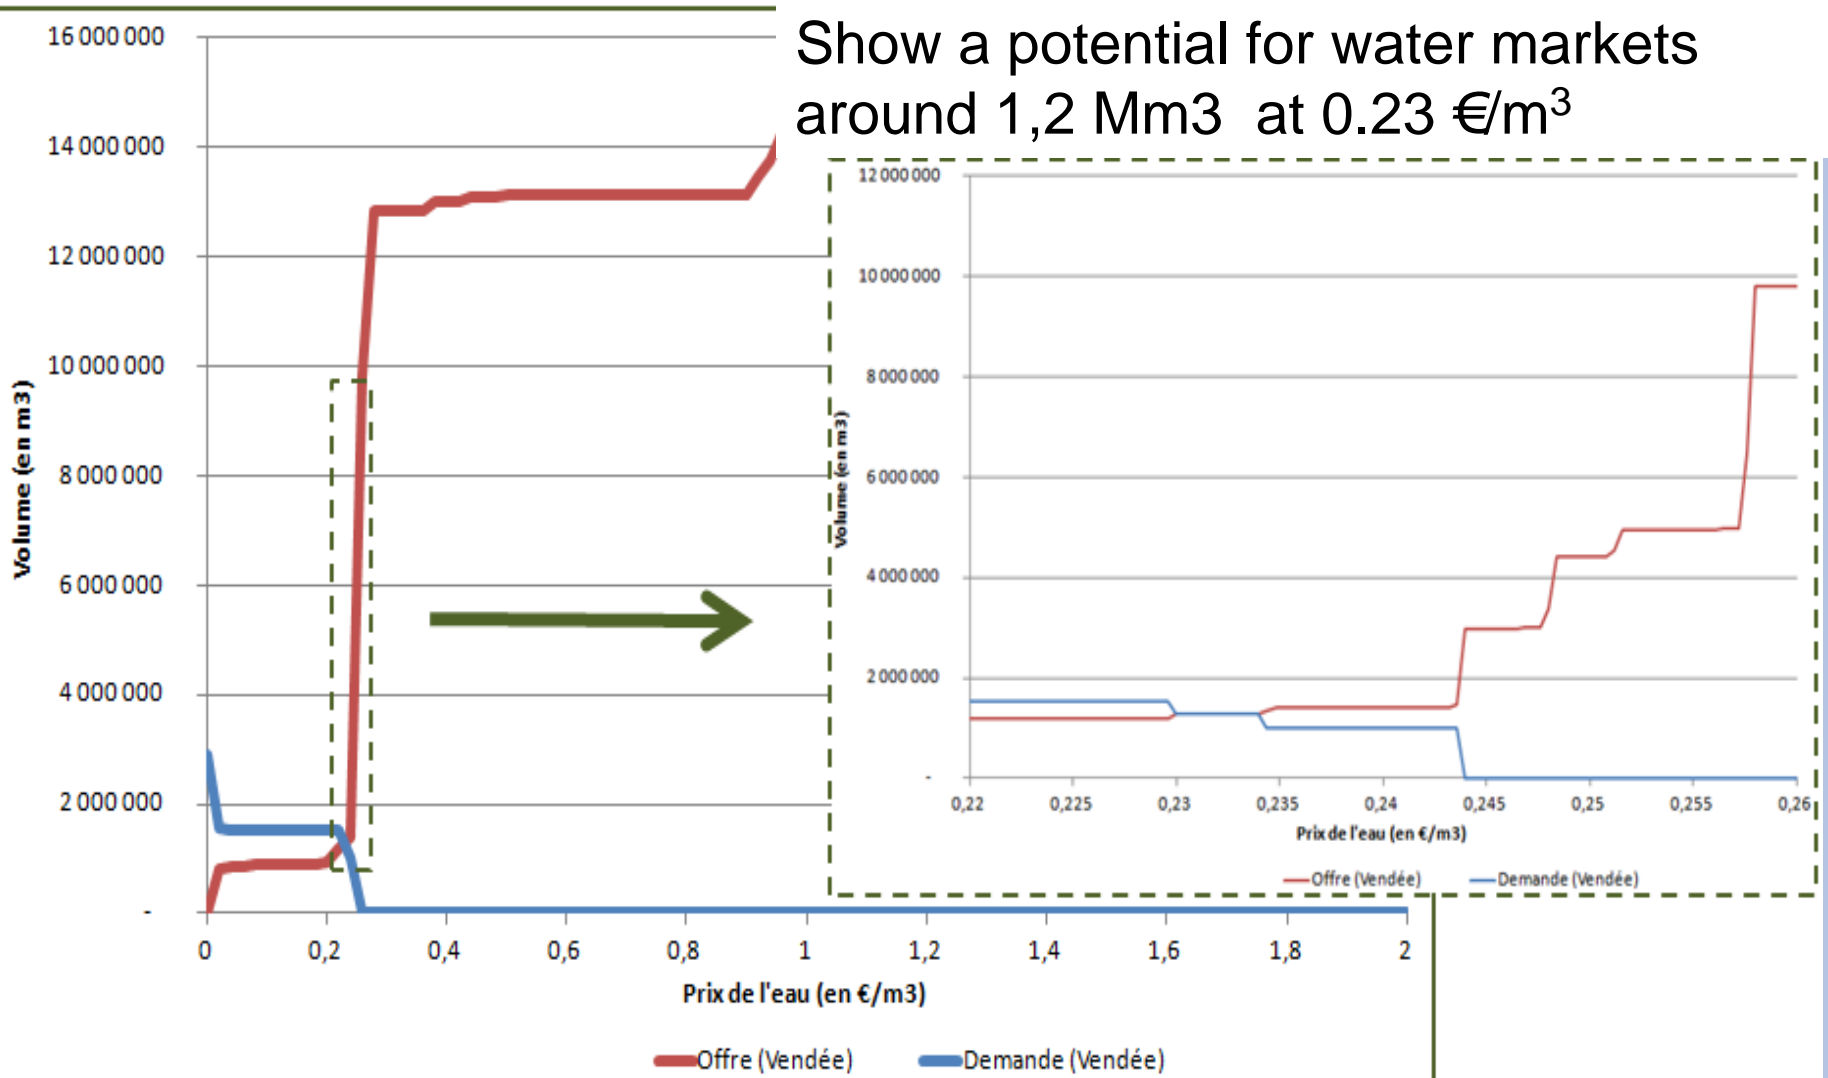 Show a potential for water markets
around 1,2 Mm3 at 0.23 €/m³
16 000 000
14 000 000
12 000 000
10 000 000
8 000 000
6 000 000
4 000 000
2 000 000
-
Volume (en m3)
0 0,2 0,4 0,6 0,8 1 1,2 1,4 1,6 1,8 2
Prix de l'eau (en €/m3)
Offre (Vendée) Demande (Vendée)
12 000 000
10 000 000
8 000 000
6 000 000
4 000 000
2 000 000
-
Volume (en m3)
0,22 0,225 0,23 0,235 0,24 0,245 0,25 0,255 0,26
Prix de l'eau (en €/m3)
Offre (Vendée) Demande (Vendée)